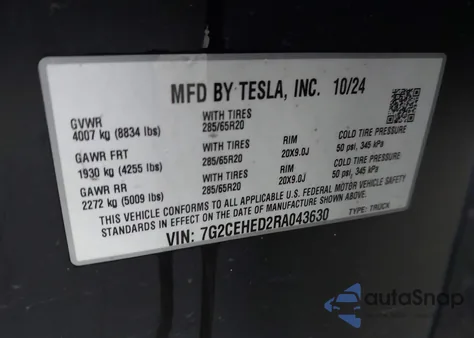 MFD BY TESLA, INC. 10/24
GVWR
4007 kg (8834 lbs)
WITH TIRES
285/65R20
GAWR FRT
1930 kg (4255 lbs)
WITH TIRES
285/65R20
RIM
20X9.0J
COLD TIRE PRESSURE
50 psi, 345 kPa
GAWR RR
2272 kg (5009 lbs)
WITH TIRES
285/65R20
RIM
20X9.0J
COLD TIRE PRESSURE
50 psi, 345 kPa
THIS VEHICLE CONFORMS TO ALL APPLICABLE U.S. FEDERAL MOTOR VEHICLE SAFETY
STANDARDS IN EFFECT ON THE DATE OF MANUFACTURE SHOWN ABOVE.
VIN: 7G2CEHED2RA043630
TYPE: TRUCK
autoSnap